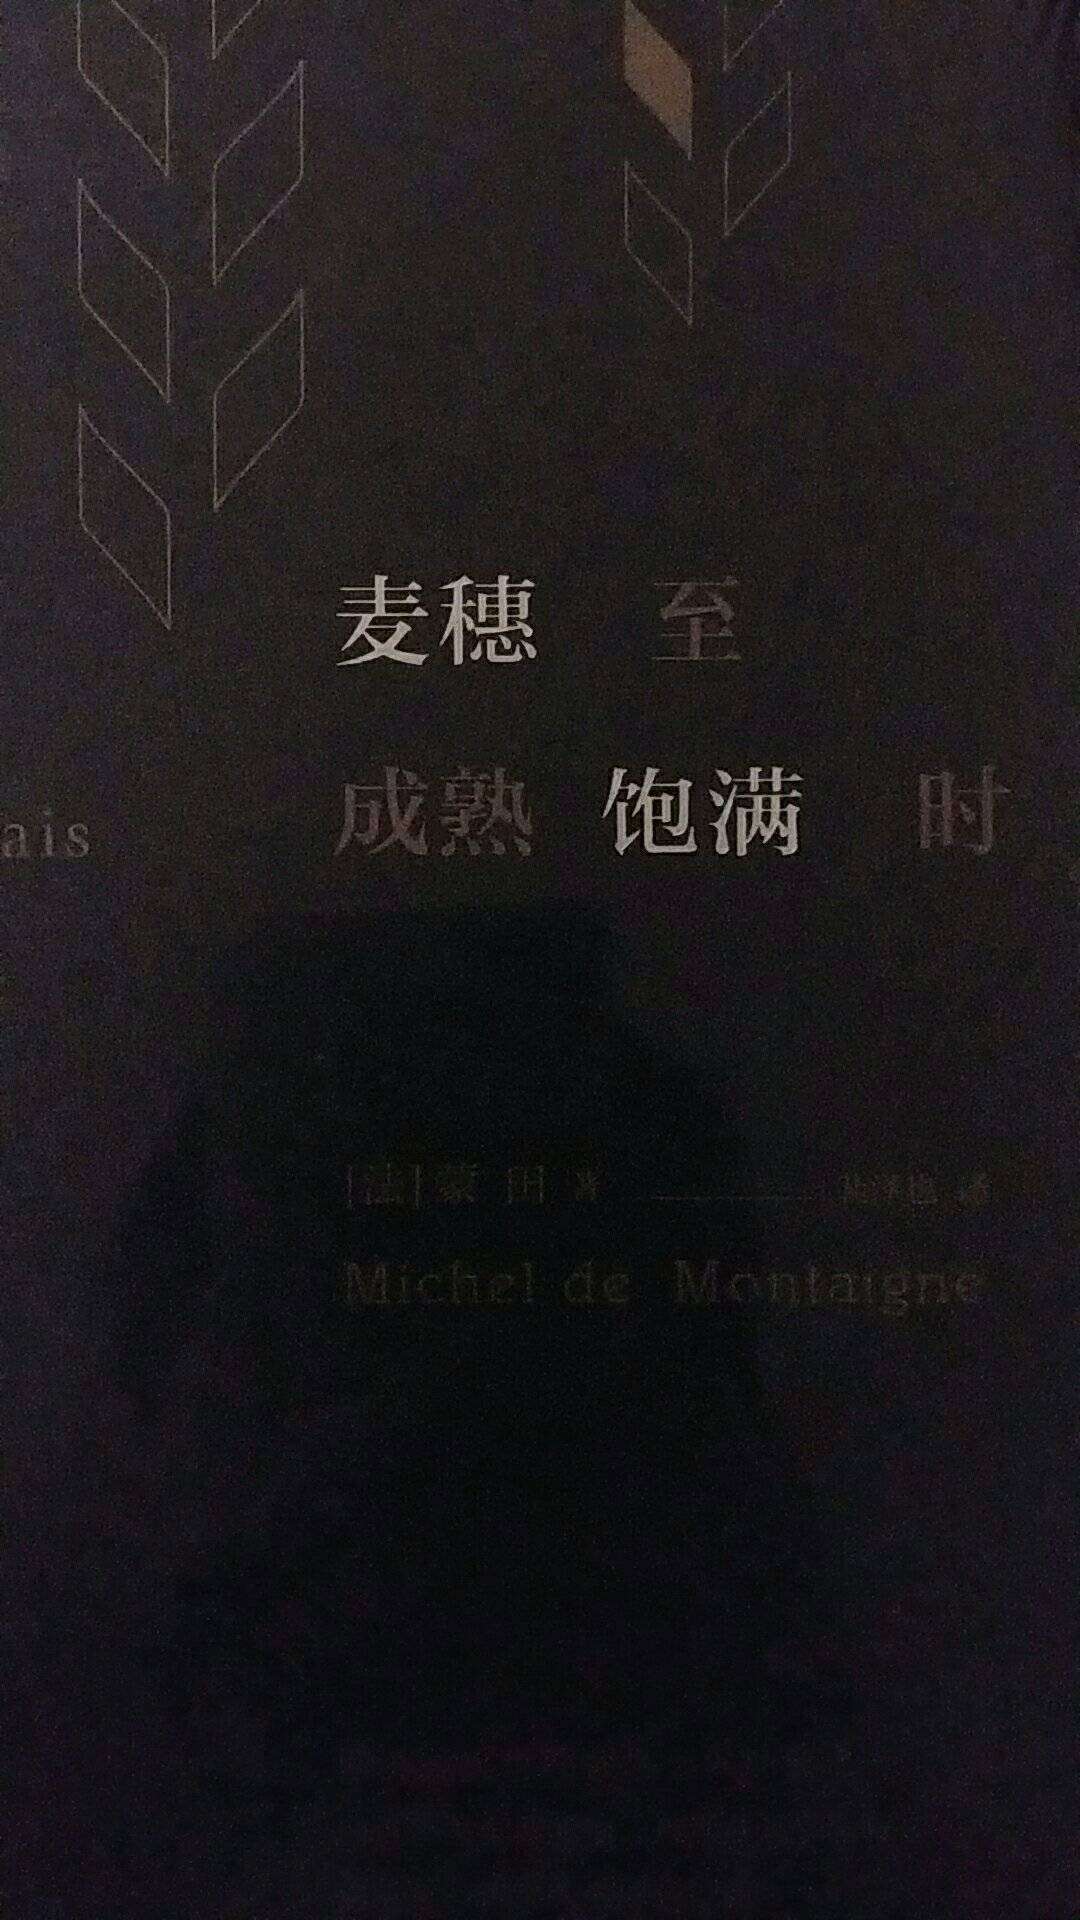 麦穗 至
成熟 饱满 时
ais
[法] 蒙田 著
Michel de Montaigne